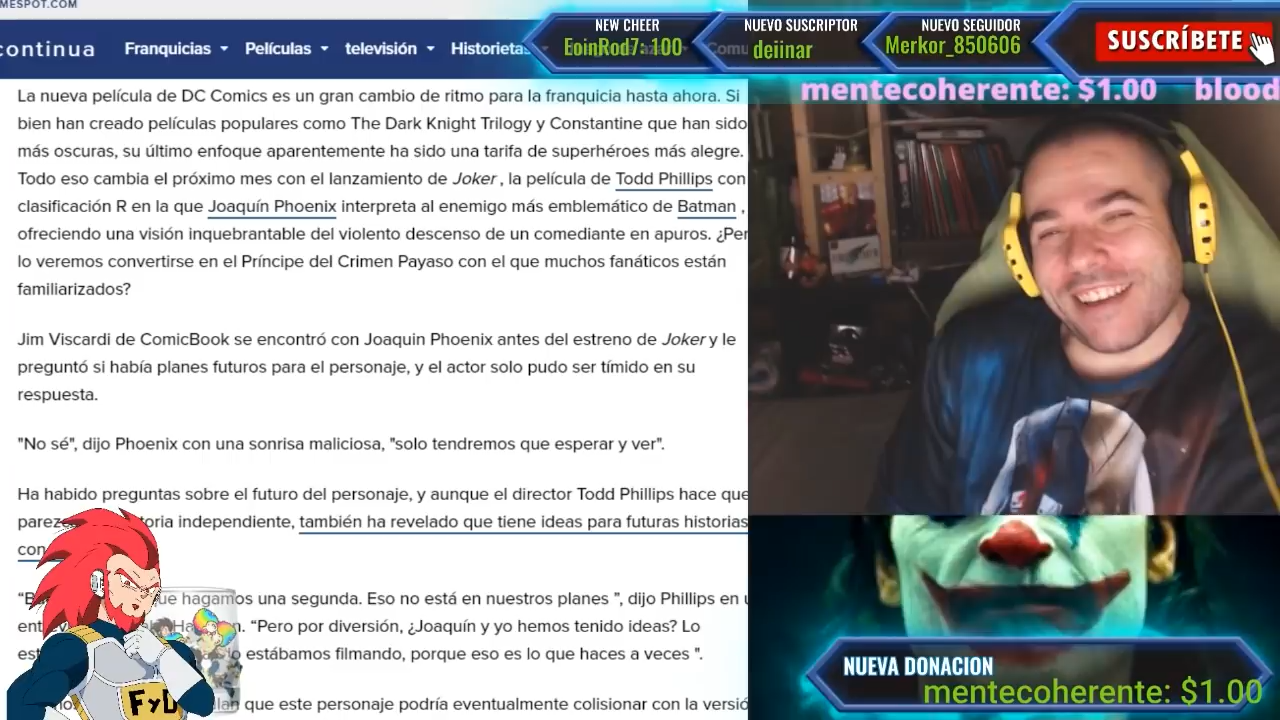 MESPOT.COM
continua Franquicias Películas televisión Historietas Comu
NEW CHEER
EoinRod7: 100
NUEVO SUSCRIPTOR
deiinar
NUEVO SEGUIDOR
Merkor_850606
SUSCRÍBETE
mentecoherente: $1.00 blood
La nueva película de DC Comics es un gran cambio de ritmo para la franquicia hasta ahora. Si
bien han creado películas populares como The Dark Knight Trilogy y Constantine que han sido
más oscuras, su último enfoque aparentemente ha sido una tarifa de superhéroes más alegre.
Todo eso cambia el próximo mes con el lanzamiento de Joker , la película de Todd Phillips con
clasificación R en la que Joaquín Phoenix interpreta al enemigo más emblemático de Batman ,
ofreciendo una visión inquebrantable del violento descenso de un comediante en apuros. ¿Per
lo veremos convertirse en el Príncipe del Crimen Payaso con el que muchos fanáticos están
familiarizados?
Jim Viscardi de ComicBook se encontró con Joaquin Phoenix antes del estreno de Joker y le
preguntó si había planes futuros para el personaje, y el actor solo pudo ser tímido en su
respuesta.
"No sé", dijo Phoenix con una sonrisa maliciosa, "solo tendremos que esperar y ver".
Ha habido preguntas sobre el futuro del personaje, y aunque el director Todd Phillips hace que
parez toria independiente, también ha revelado que tiene ideas para futuras historias
con
“B ue hagamos una segunda. Eso no está en nuestros planes ”, dijo Phillips en u
ent n. “Pero por diversión, ¿Joaquín y yo hemos tenido ideas? Lo
est o estábamos filmando, porque eso es lo que haces a veces ”.
lan que este personaje podría eventualmente colisionar con la versió
FyD
NUEVA DONACION
mentecoherente: $1.00